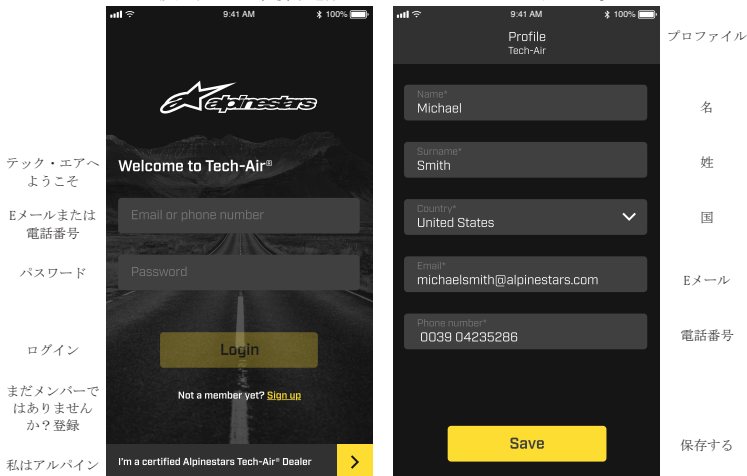 9:41 AM
100%
alpinestars
テック・エアへ
ようこそ
Welcome to Tech-Air®
Eメールまたは
電話番号
Email or phone number
パスワード
Password
ログイン
Login
まだメンバーで
はありません
か？登録
Not a member yet? Sign up
私はアルパイン
I'm a certified Alpinestars Tech-Air® Dealer
9:41 AM
100%
Profile
Tech-Air
プロファイル
Name*
Michael
名
Surname*
Smith
姓
Country*
United States
国
Email*
michaelsmith@alpinestars.com
Eメール
Phone number*
0039 04235286
電話番号
Save
保存する